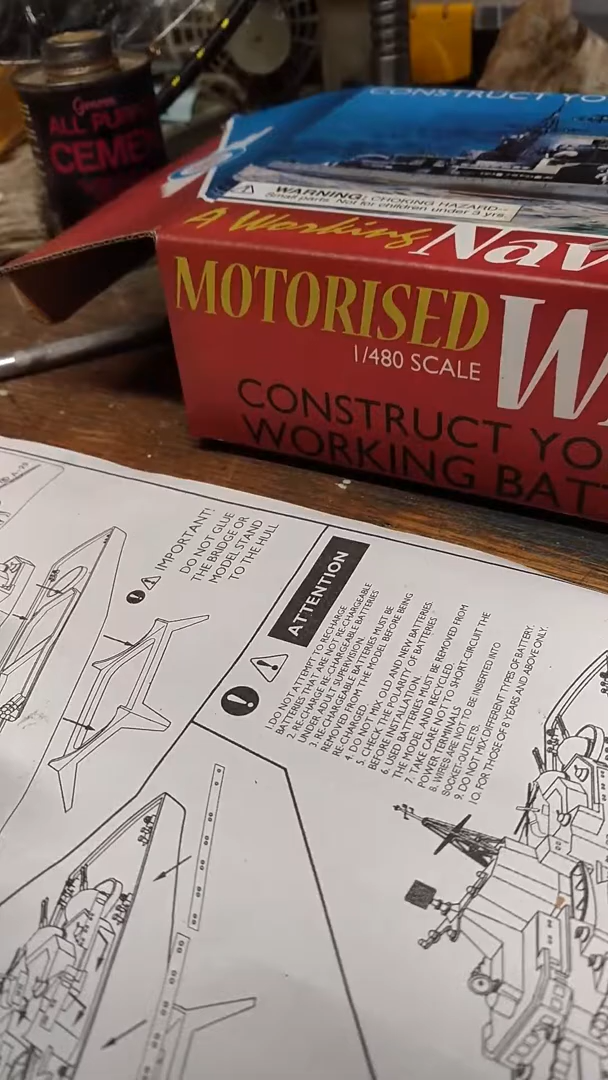 ALL PURPO
CEMEN
CONSTRUCT YO
WARNING: CHOKING HAZARD—
Small parts. Not for children under 3 yrs.
A Working Nav
MOTORISED W
1/480 SCALE
CONSTRUCT YO
WORKING BAT
IMPORTANT!
DO NOT GLUE
THE BRIDGE OR
MODEL STAND
TO THE HULL
ATTENTION
1. DO NOT ATTEMPT TO RECHARGE
BATTERIES THAT ARE NOT RE-CHARGEABLE
2. RE-CHARGE RE-CHARGEABLE BATTERIES
UNDER ADULT SUPERVISION.
3. RE-CHARGEABLE BATTERIES MUST BE
REMOVED FROM THE MODEL BEFORE BEING
RE-CHARGED
4. DO NOT MIX OLD AND NEW BATTERIES
5. CHECK THE POLARITY OF BATTERIES
BEFORE INSTALLATION.
6. USED BATTERIES MUST BE REMOVED FROM
THE MODEL AND RECYCLED.
7. TAKE CARE NOT TO SHORT-CIRCUIT THE
POWER TERMINALS
8. WIRES ARE NOT TO BE INSERTED INTO
SOCKET-OUTLETS.
9. DO NOT MIX DIFFERENT TYPES OF BATTERY.
10. FOR THOSE OF 8 YEARS AND ABOVE ONLY.